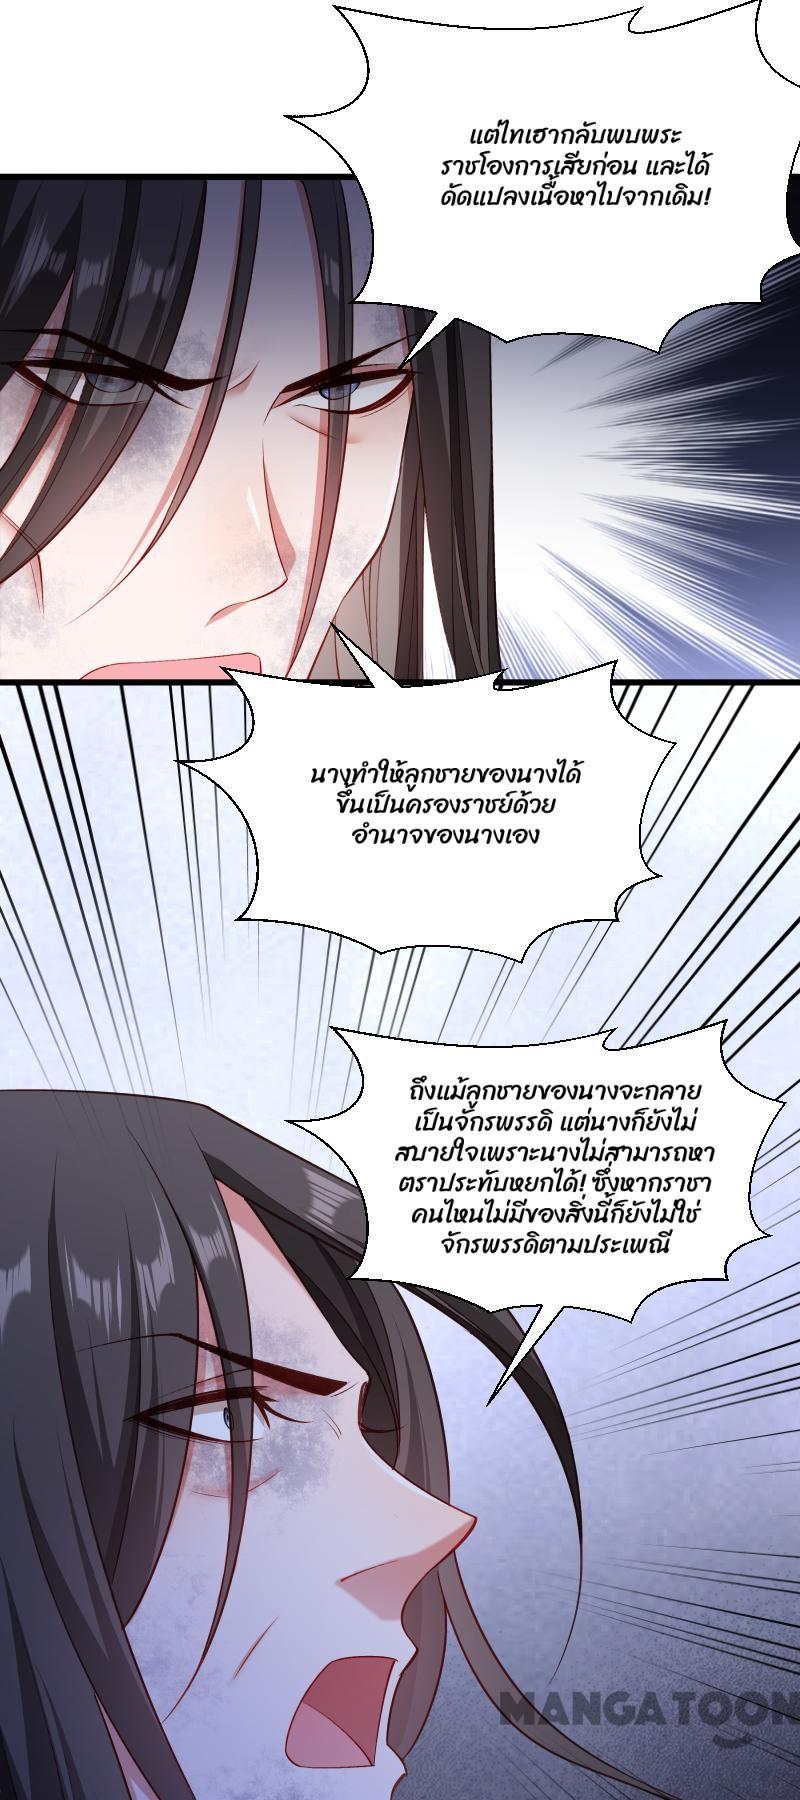 แต่ไทเฮากลับพบพระ
ราชโองการเสียก่อน และได้
ดัดแปลงเนื้อหาไปจากเดิม!
นางทำให้ลูกชายของนางได้
ขึ้นเป็นครองราชย์ด้วย
อำนาจของนางเอง
ถึงแม้ลูกชายของนางจะกลาย
เป็นจักรพรรดิ แต่นางก็ยังไม่
สบายใจเพราะนางไม่สามารถหา
ตราประทับหยกได้! ซึ่งหากราชา
คนไหนไม่มีของสิ่งนี้ก็ยังไม่ใช่
จักรพรรดิตามประเพณี
MANGATOON